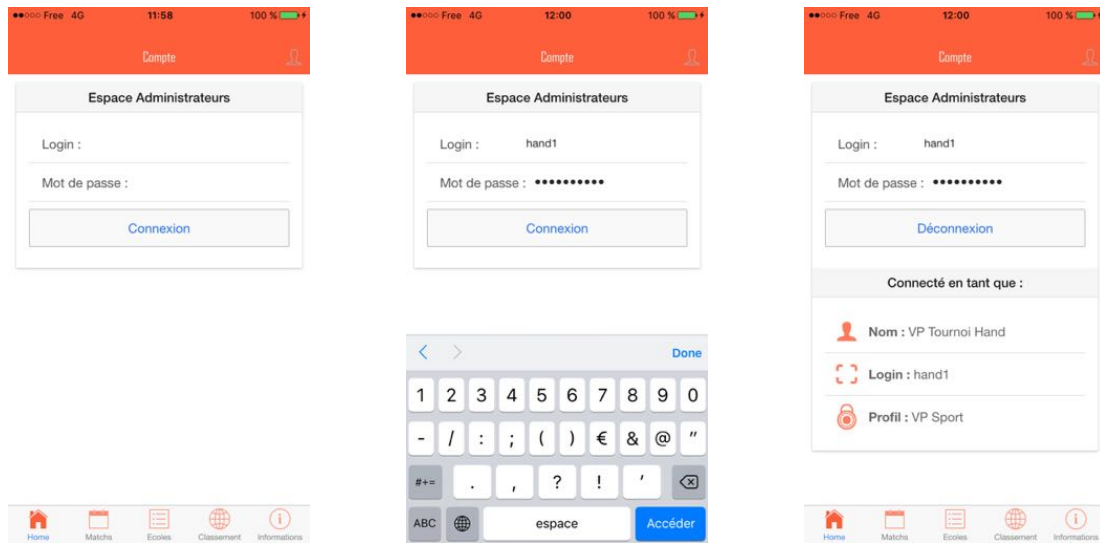 ●●○○○ Free 4G 11:58 100 %
Compte
Espace Administrateurs
Login :
Mot de passe :
Connexion
Home Matchs Ecoles Classement Informations
●●○○○ Free 4G 12:00 100 %
Compte
Espace Administrateurs
Login : hand1
Mot de passe : ••••••••••
Connexion
Done
1 2 3 4 5 6 7 8 9 0
- / : ; ( ) € & @ "
#+= . , ? ! '
ABC espace Accéder
●●○○○ Free 4G 12:00 100 %
Compte
Espace Administrateurs
Login : hand1
Mot de passe : ••••••••••
Déconnexion
Connecté en tant que :
Nom : VP Tournoi Hand
Login : hand1
Profil : VP Sport
Home Matchs Ecoles Classement Informations